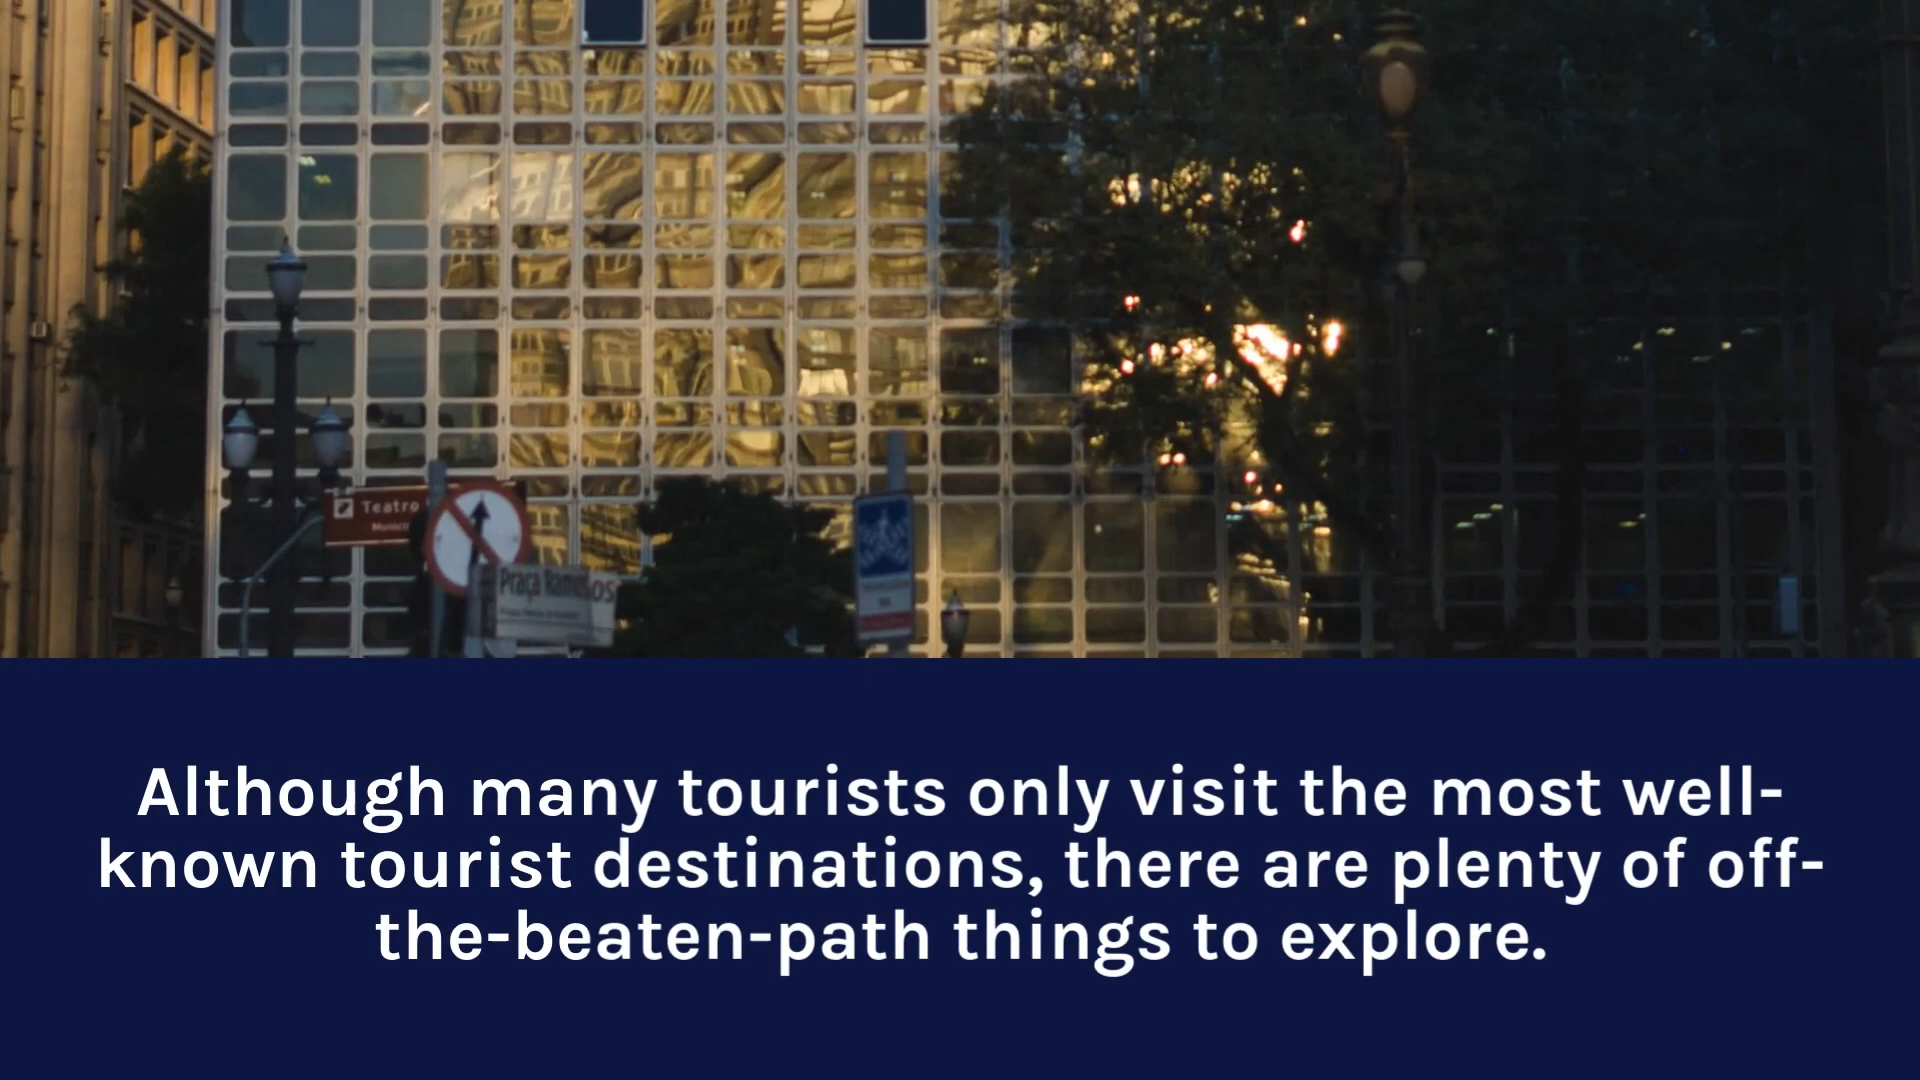 Teatro
Praça Ramos
Although many tourists only visit the most well-
known tourist destinations, there are plenty of off-
the-beaten-path things to explore.